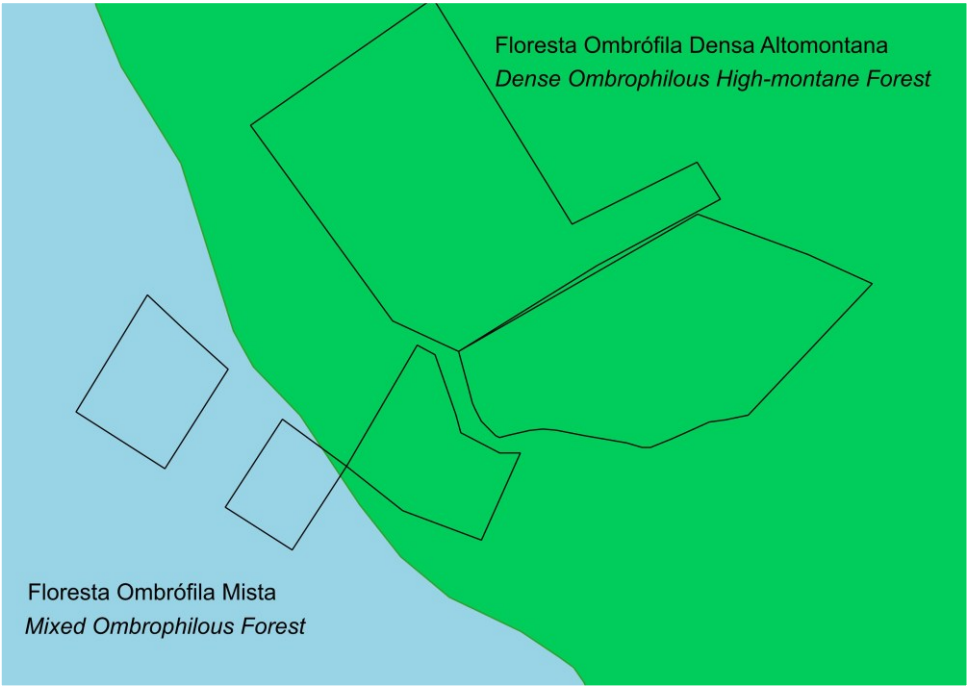 Floresta Ombrófila Densa Altomontana
Dense Ombrophilous High-montane Forest
Floresta Ombrófila Mista
Mixed Ombrophilous Forest